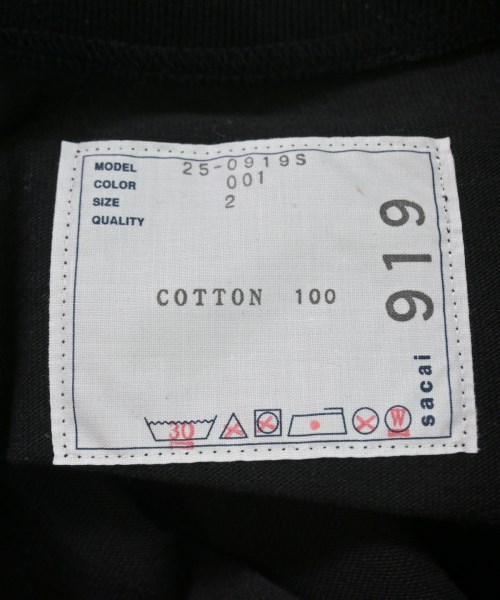 MODEL 25-0919S
COLOR 001
SIZE 2
QUALITY
COTTON 100
919
sacai
30
W